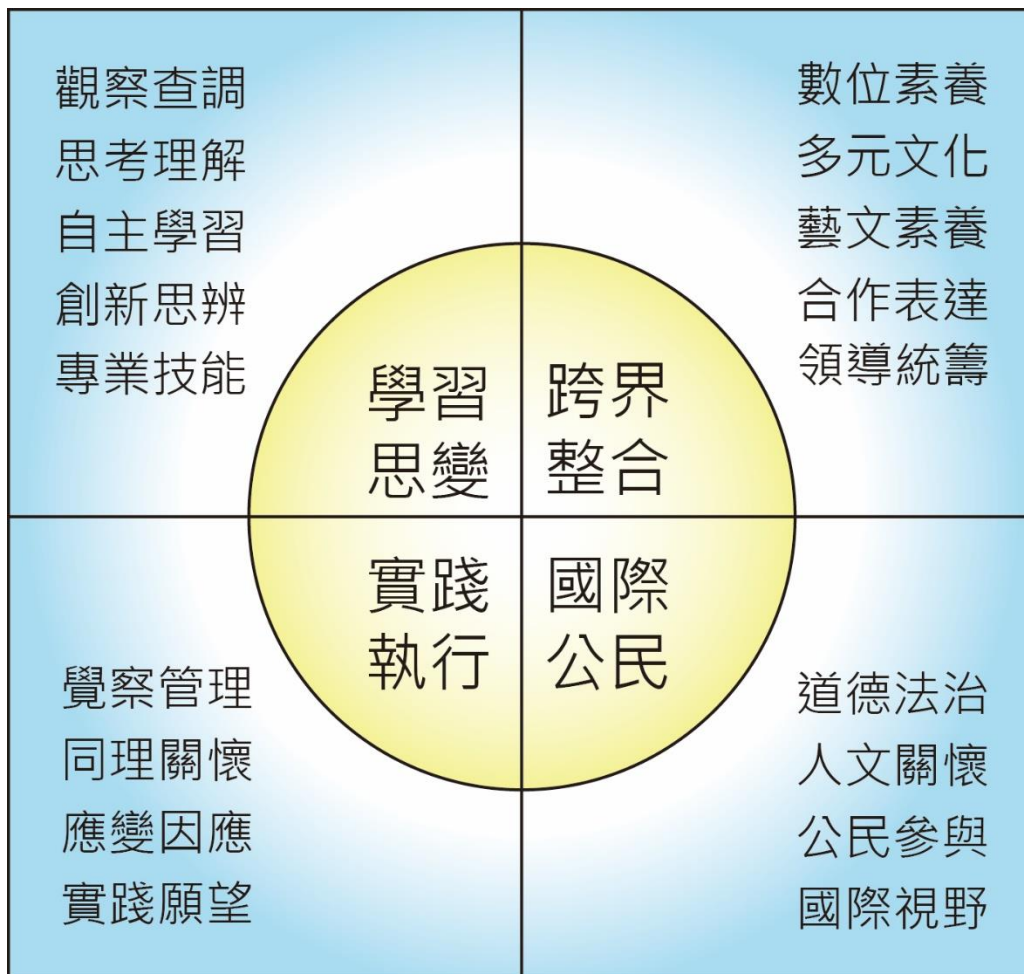 觀察查調
思考理解
自主學習
創新思辨
專業技能
數位素養
多元文化
藝文素養
合作表達
領導統籌
學習
思變
跨界
整合
實踐
執行
國際
公民
覺察管理
同理關懷
應變因應
實踐願望
道德法治
人文關懷
公民參與
國際視野